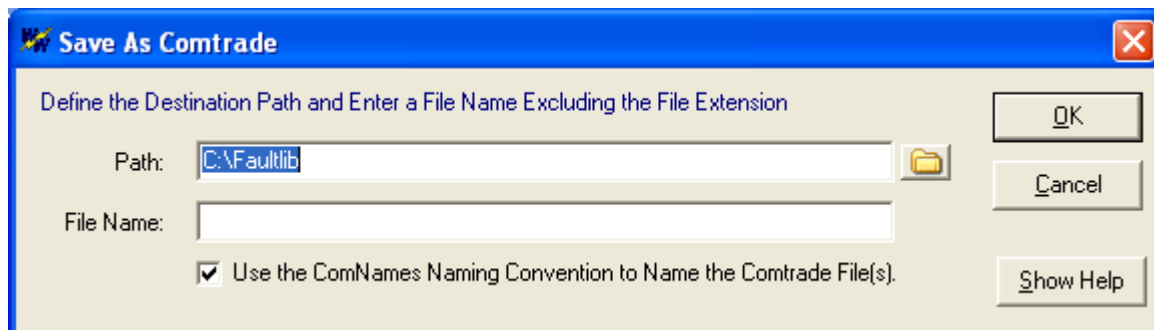 Save As Comtrade
Define the Destination Path and Enter a File Name Excluding the File Extension
OK
Path: C:\Faultlib
Cancel
File Name:
Use the ComNames Naming Convention to Name the Comtrade File(s).
Show Help